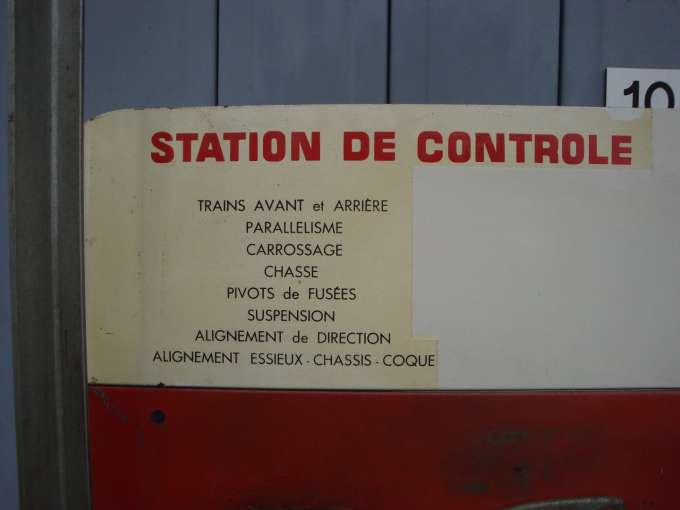 10
STATION DE CONTROLE
TRAINS AVANT et ARRIÈRE
PARALLELISME
CARROSSAGE
CHASSE
PIVOTS de FUSÉES
SUSPENSION
ALIGNEMENT de DIRECTION
ALIGNEMENT ESSIEUX - CHASSIS - COQUE